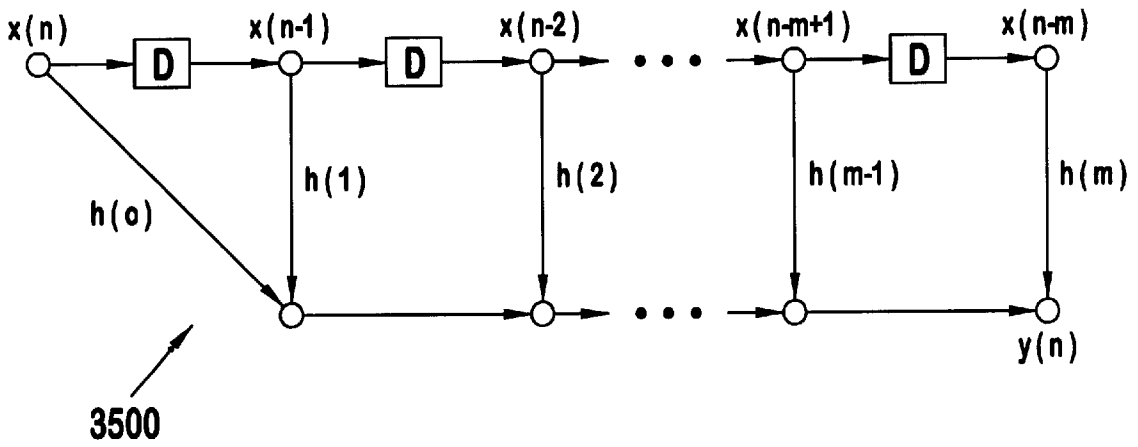 x(n) x(n-1) x(n-2) x(n-m+1) x(n-m)
D D D
h(o) h(1) h(2) h(m-1) h(m)
y(n)
3500